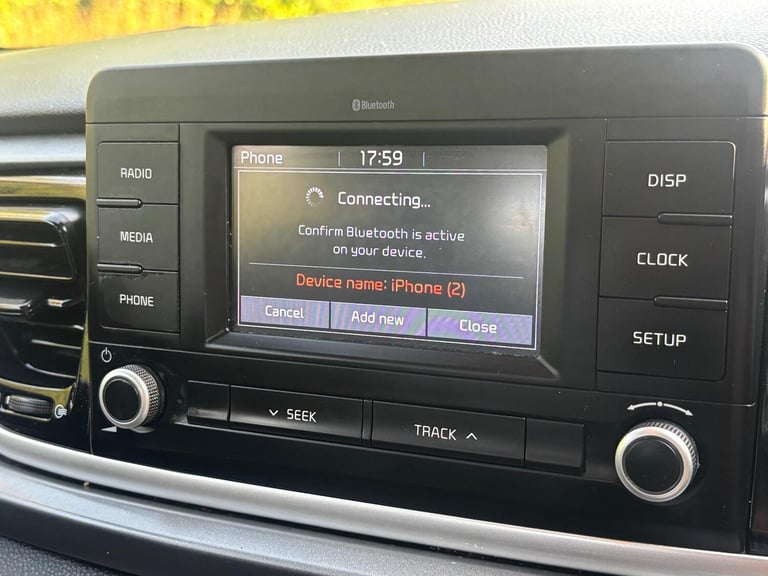 Bluetooth
Phone 17:59
Connecting...
Confirm Bluetooth is active
on your device.
Device name: iPhone (2)
Cancel Add new Close
RADIO
MEDIA
PHONE
DISP
CLOCK
SETUP
SEEK
TRACK